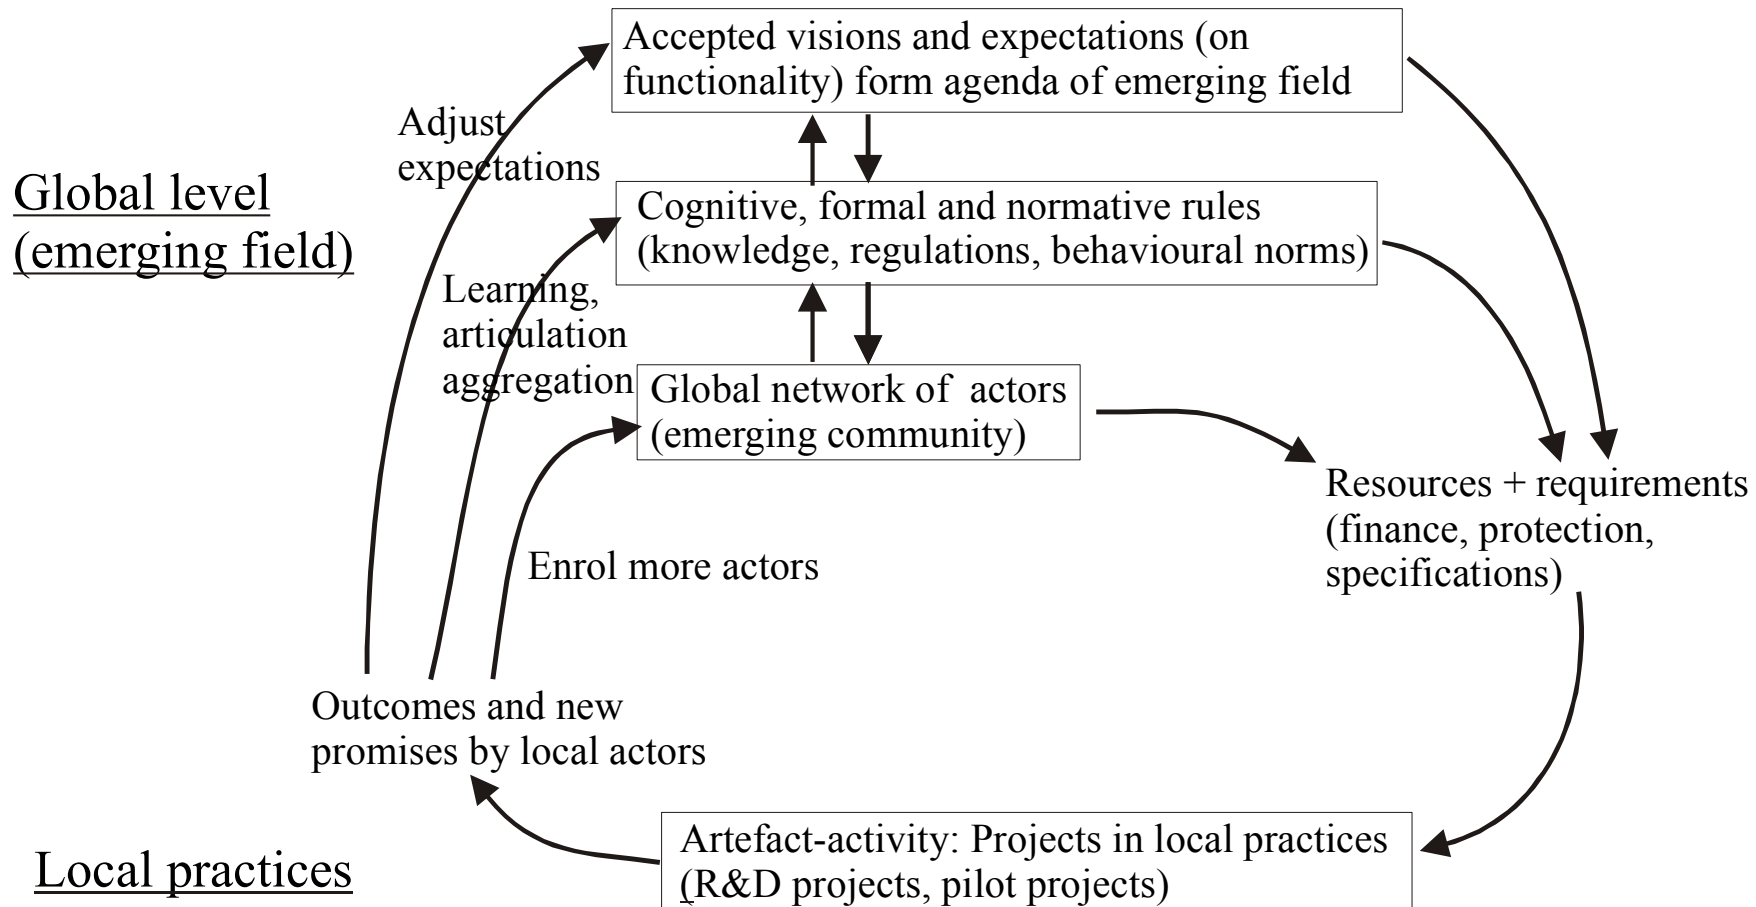 Accepted visions and expectations (on
functionality) form agenda of emerging field
Adjust
expectations
Global level
(emerging field)
Cognitive, formal and normative rules
(knowledge, regulations, behavioural norms)
Learning,
articulation
aggregation
Global network of actors
(emerging community)
Resources + requirements
(finance, protection,
specifications)
Enrol more actors
Outcomes and new
promises by local actors
Local practices
Artefact-activity: Projects in local practices
(R&D projects, pilot projects)